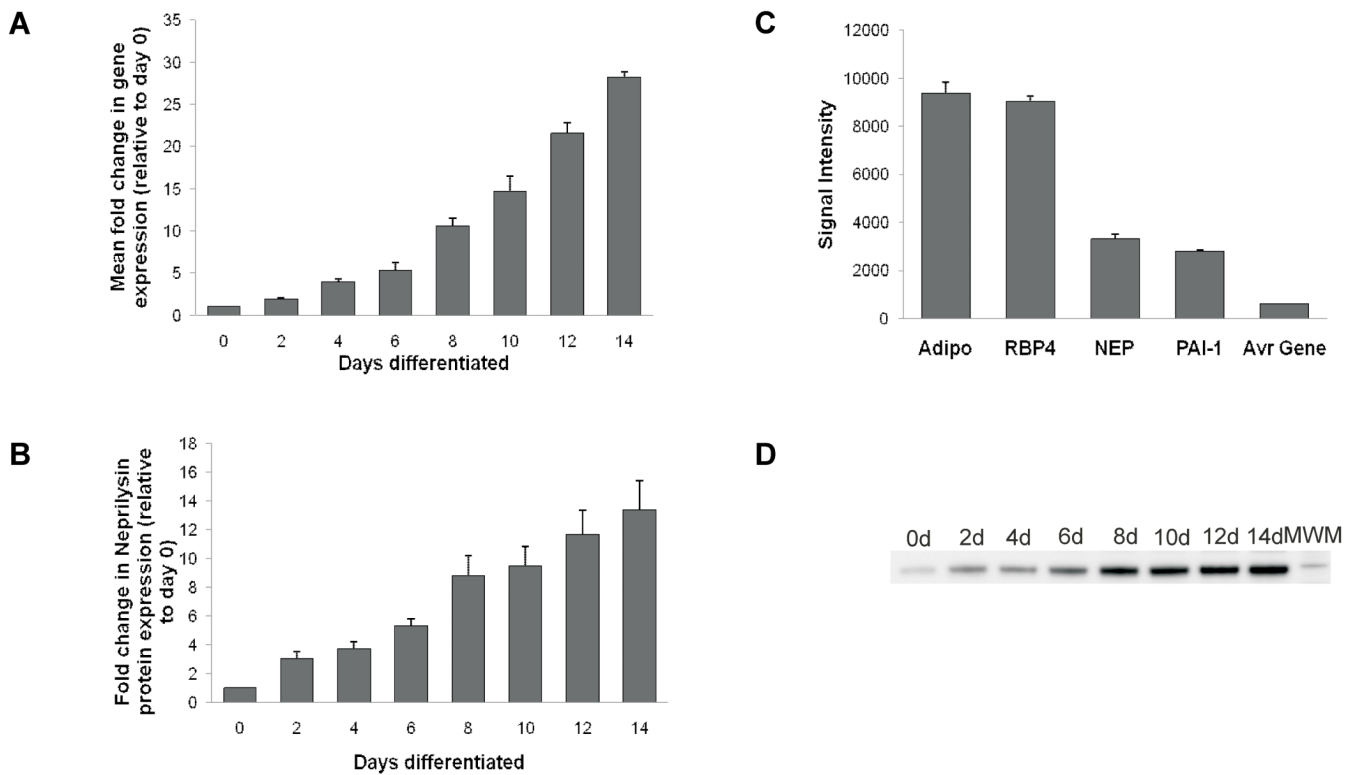 A
Mean fold change in gene
expression (relative to day 0)
35
30
25
20
15
10
5
0
0 2 4 6 8 10 12 14
Days differentiated
B
Fold change in Neprilysin
protein expression (relative
to day 0)
18
16
14
12
10
8
6
4
2
0
0 2 4 6 8 10 12 14
Days differentiated
C
Signal Intensity
12000
10000
8000
6000
4000
2000
0
Adipo RBP4 NEP PAI-1 Avr Gene
D
0d 2d 4d 6d 8d 10d 12d 14dMWM